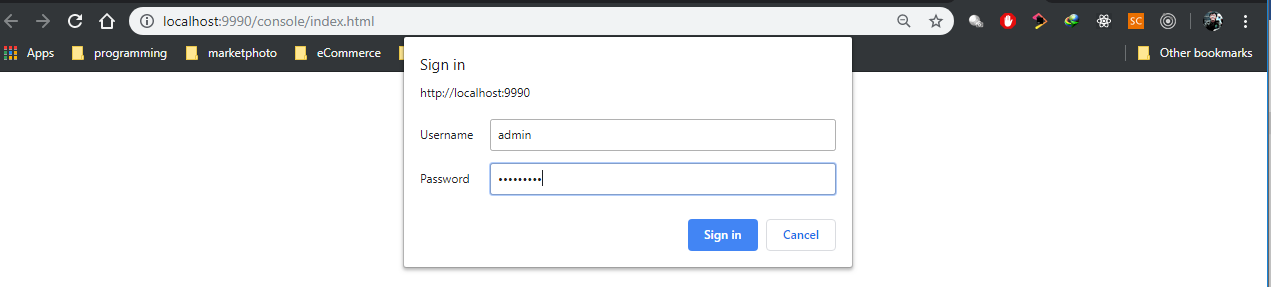 localhost:9990/console/index.html
SC
Apps programming marketphoto eCommerce Other bookmarks
Sign in
http://localhost:9990
Username admin
Password •••••••••
Sign in Cancel